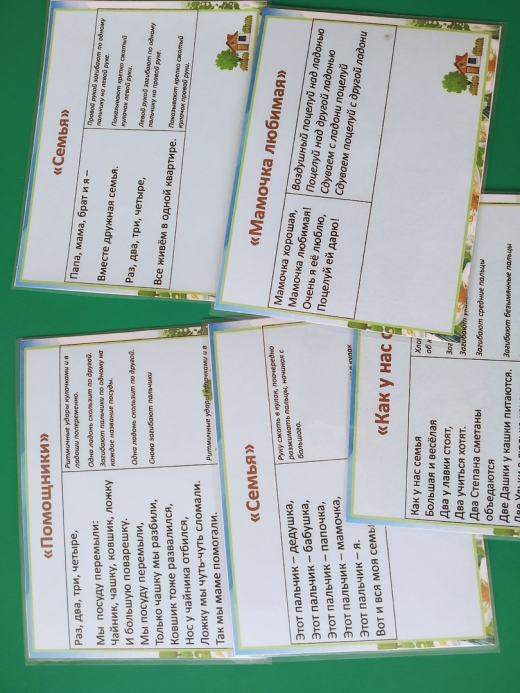 «Семья»
Папа, мама, брат и я –
Вместе дружная семья.
Раз, два, три, четыре,
Все живём в одной квартире.
Правой рукой загибают по одному
пальчику на левой руке.
Показывают крепко сжатый
кулачок левой руки.
Левой рукой загибают по одному
пальчику на правой руке.
Показывают крепко сжатый
кулачок правой руки.
«Мамочка любимая»
Мамочка хорошая,
Мамочка любимая!
Очень я её люблю,
Поцелуй ей дарю!
Воздушный поцелуй над ладонью
Поцелуй над другой ладонью
Сдуваем с ладони поцелуй
Сдуваем поцелуй с другой ладони
«Помощники»
Раз, два, три, четыре,
Мы посуду перемыли:
Чайник, чашку, ковшик, ложку
И большую поварешку.
Мы посуду перемыли,
Только чашку мы разбили,
Ковшик тоже развалился,
Нос у чайника отбился,
Ложку мы чуть-чуть сломали.
Так мы маме помогали.
Ритмичные удары кулачками и в
ладоши попеременно.
Одна ладонь скользит по другой.
Загибают пальчики по одному на
каждое название посуды.
Одна ладонь скользит по другой.
Снова загибают пальчики
Ритмичные удары кулачками и в
«Семья»
Этот пальчик – дедушка,
Этот пальчик – бабушка,
Этот пальчик – папочка,
Этот пальчик – мамочка,
Этот пальчик – я.
Вот и вся моя семья
Руку сжать в кулак, поочередно
разжимать пальцы, начиная с
большого.
«Как у нас с
Как у нас семья
Большая и весёлая
Два у лавки стоят,
Два учиться хотят.
Два Степана сметаны
объедаются
Две Дашки у кашки питаются.
Загибают
Загибают средние пальцы
Загибают безымянные пальцы